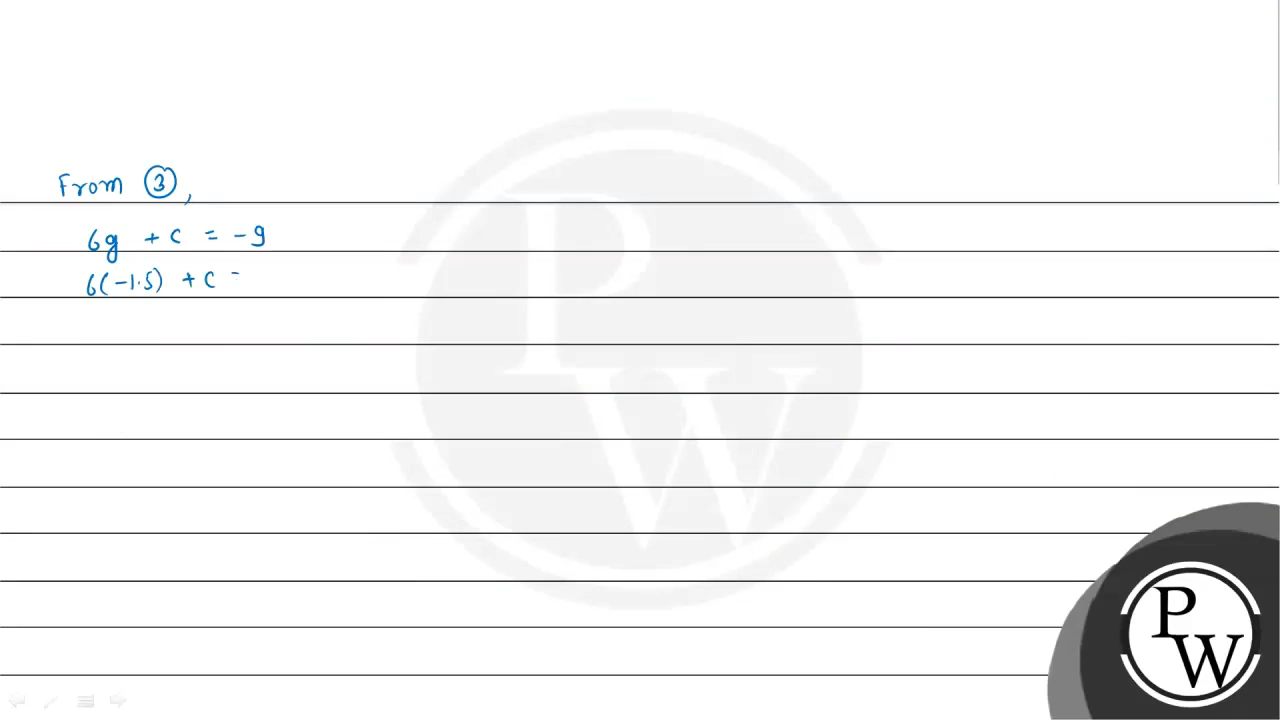 From ③,
6g + c = -9
6(-1.5) + c =
P
W
P
W